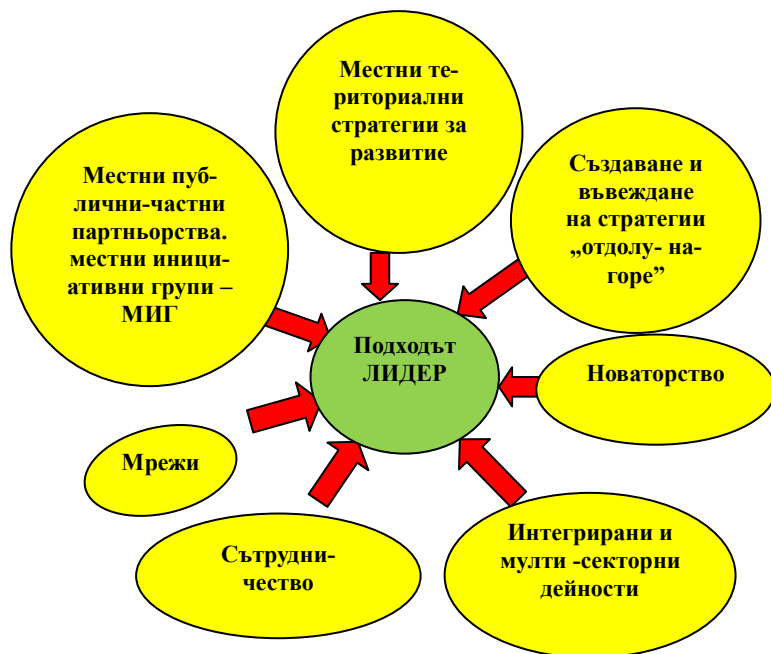 Местни те-
риториални
стратегии за
развитие
Местни пуб-
лични-частни
партньорства.
местни иници-
ативни групи –
МИГ
Създаване и
въвеждане
на стратегии
„отдолу- на-
горе”
Подходът
ЛИДЕР
Новаторство
Мрежи
Сътрудни-
чество
Интегрирани и
мулти -секторни
дейности